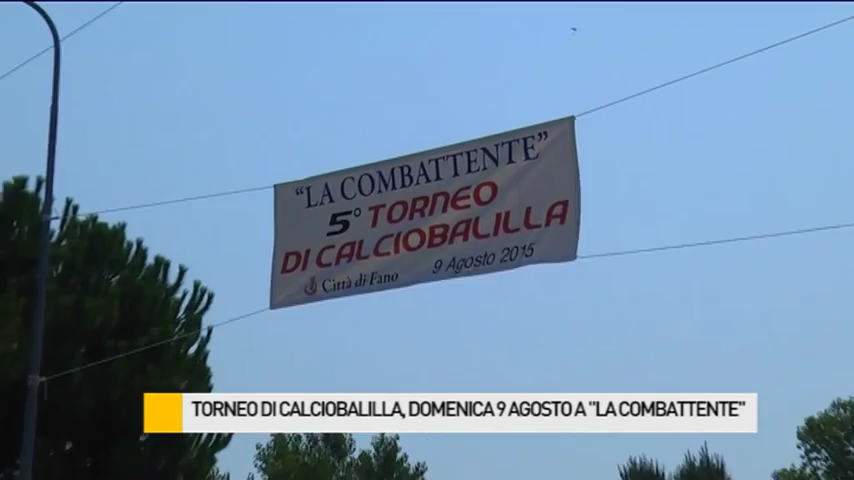 "LA COMBATTENTE"
5° TORNEO
DI CALCIOBALILLA
Città di Fano 9 Agosto 2015
TORNEO DI CALCIOBALILLA, DOMENICA 9 AGOSTO A "LA COMBATTENTE"